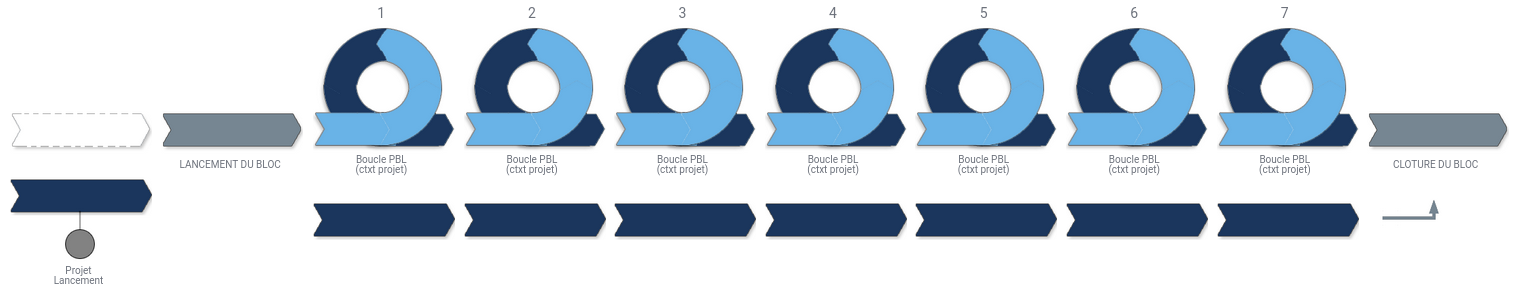 1
2
3
4
5
6
7
LANCEMENT DU BLOC
Boucle PBL
(ctxt projet)
Boucle PBL
(ctxt projet)
Boucle PBL
(ctxt projet)
Boucle PBL
(ctxt projet)
Boucle PBL
(ctxt projet)
Boucle PBL
(ctxt projet)
Boucle PBL
(ctxt projet)
CLOTURE DU BLOC
Projet
Lancement